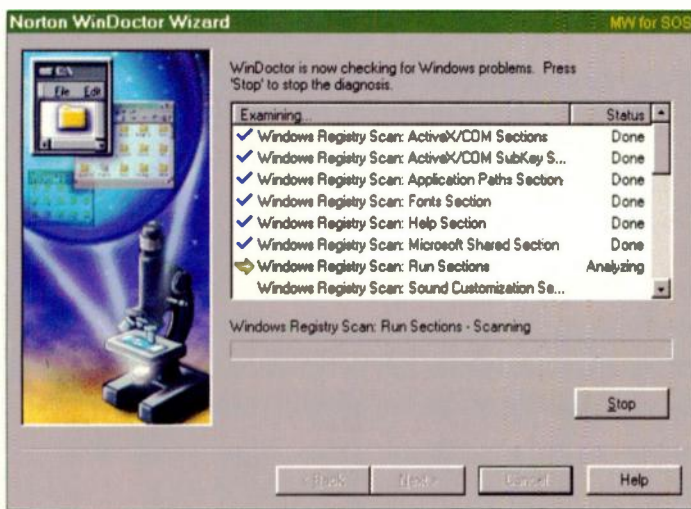 Norton WinDoctor Wizard
MW for SOS
File Edit
WinDoctor is now checking for Windows problems. Press
'Stop' to stop the diagnosis.
Examining... Status
Windows Registry Scan: ActiveX/COM Sections Done
Windows Registry Scan: ActiveX/COM SubKey S... Done
Windows Registry Scan: Application Paths Section Done
Windows Registry Scan: Fonts Section Done
Windows Registry Scan: Help Section Done
Windows Registry Scan: Microsoft Shared Section Done
Windows Registry Scan: Run Sections Analyzing
Windows Registry Scan: Sound Customization Se...
Windows Registry Scan: Run Sections - Scanning
Stop
< Back Next > Cancel Help